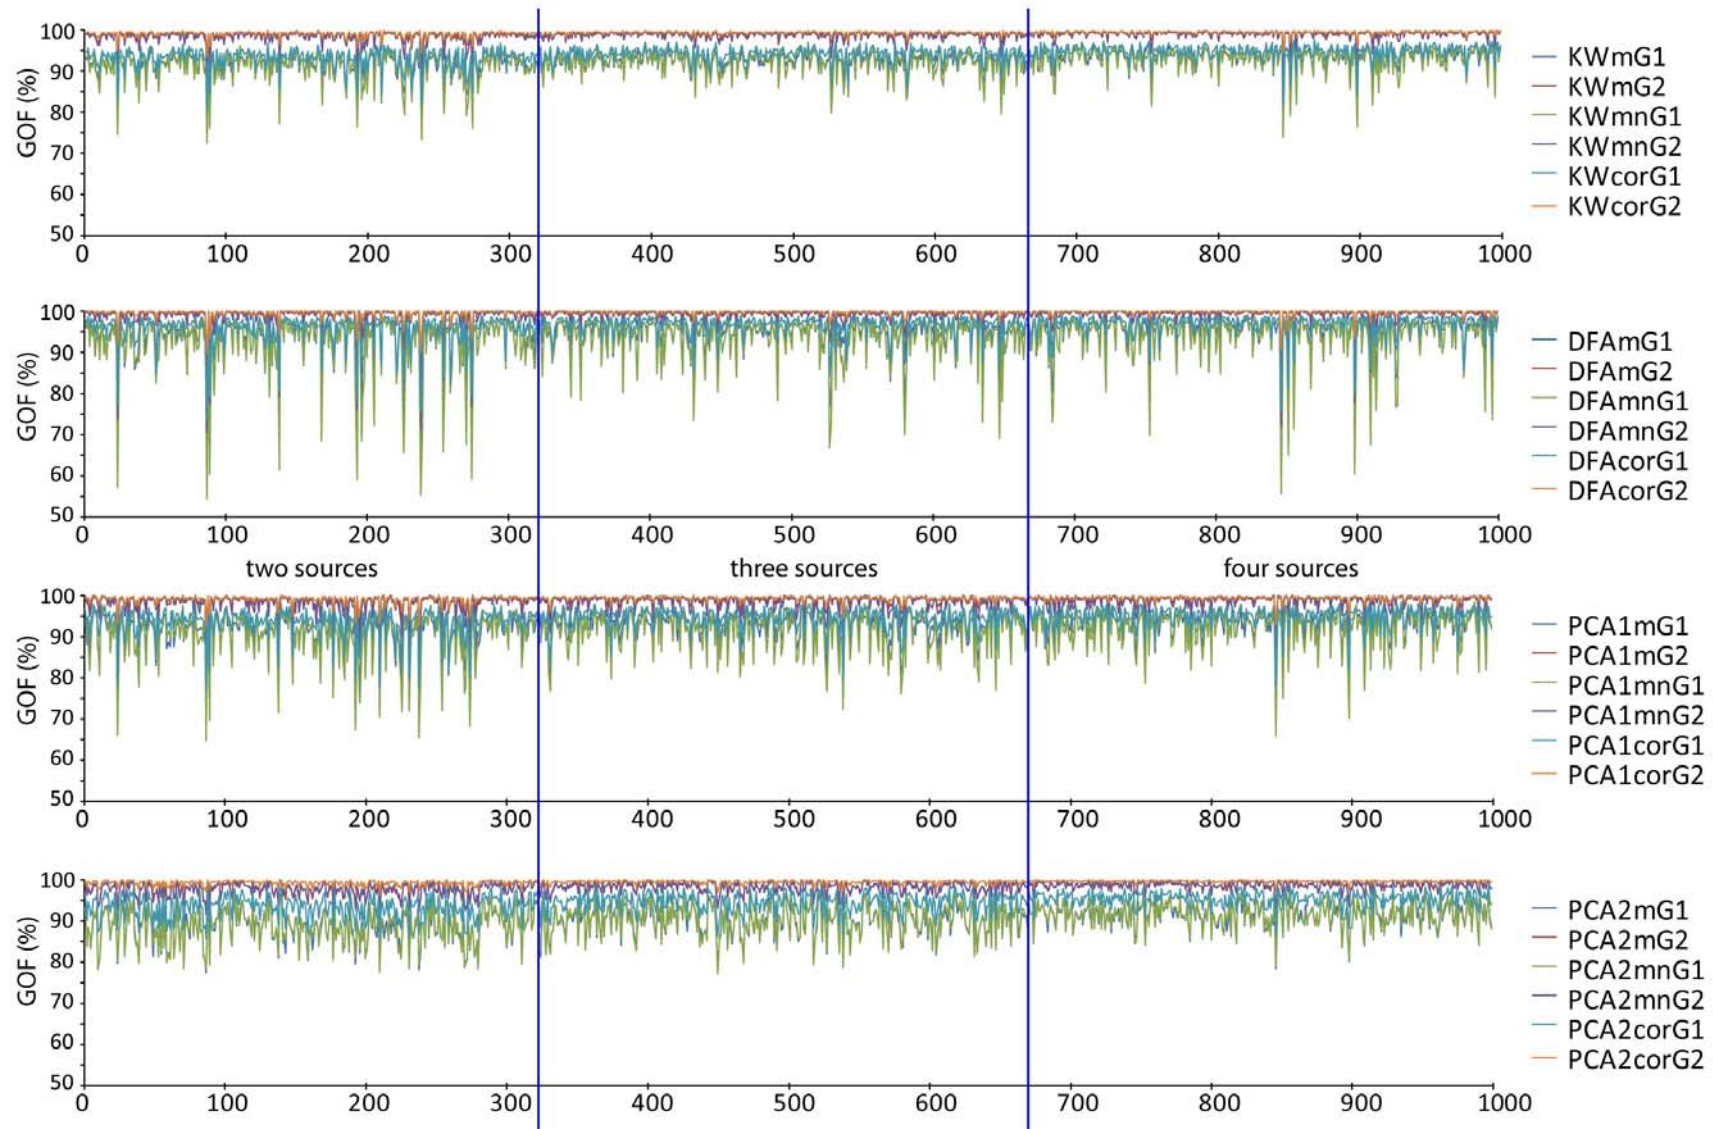 GOF (%)
100
90
80
70
60
50
0 100 200 300 400 500 600 700 800 900 1000
KWmG1
KWmG2
KWmnG1
KWmnG2
KWcorG1
KWcorG2
GOF (%)
100
90
80
70
60
50
0 100 200 300 400 500 600 700 800 900 1000
DFAmG1
DFAmG2
DFAmnG1
DFAmnG2
DFAcorG1
DFAcorG2
two sources three sources four sources
GOF (%)
100
90
80
70
60
50
0 100 200 300 400 500 600 700 800 900 1000
PCA1mG1
PCA1mG2
PCA1mnG1
PCA1mnG2
PCA1corG1
PCA1corG2
GOF (%)
100
90
80
70
60
50
0 100 200 300 400 500 600 700 800 900 1000
PCA2mG1
PCA2mG2
PCA2mnG1
PCA2mnG2
PCA2corG1
PCA2corG2